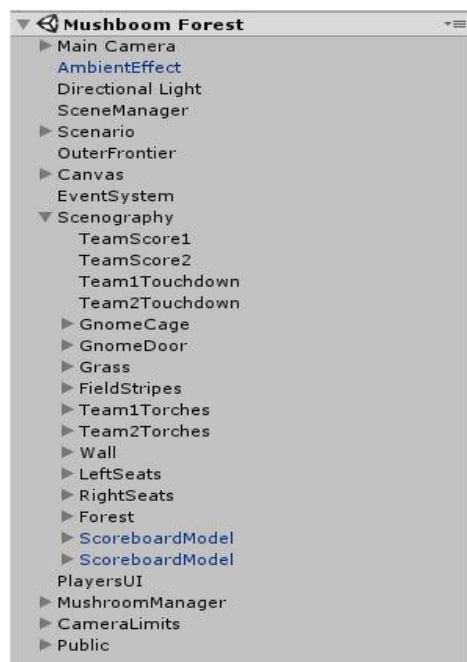 Mushboom Forest
Main Camera
AmbientEffect
Directional Light
SceneManager
Scenario
OuterFrontier
Canvas
EventSystem
Scenography
TeamScore1
TeamScore2
Team1Touchdown
Team2Touchdown
GnomeCage
GnomeDoor
Grass
FieldStripes
Team1Torches
Team2Torches
Wall
LeftSeats
RightSeats
Forest
ScoreboardModel
ScoreboardModel
PlayersUI
MushroomManager
CameraLimits
Public